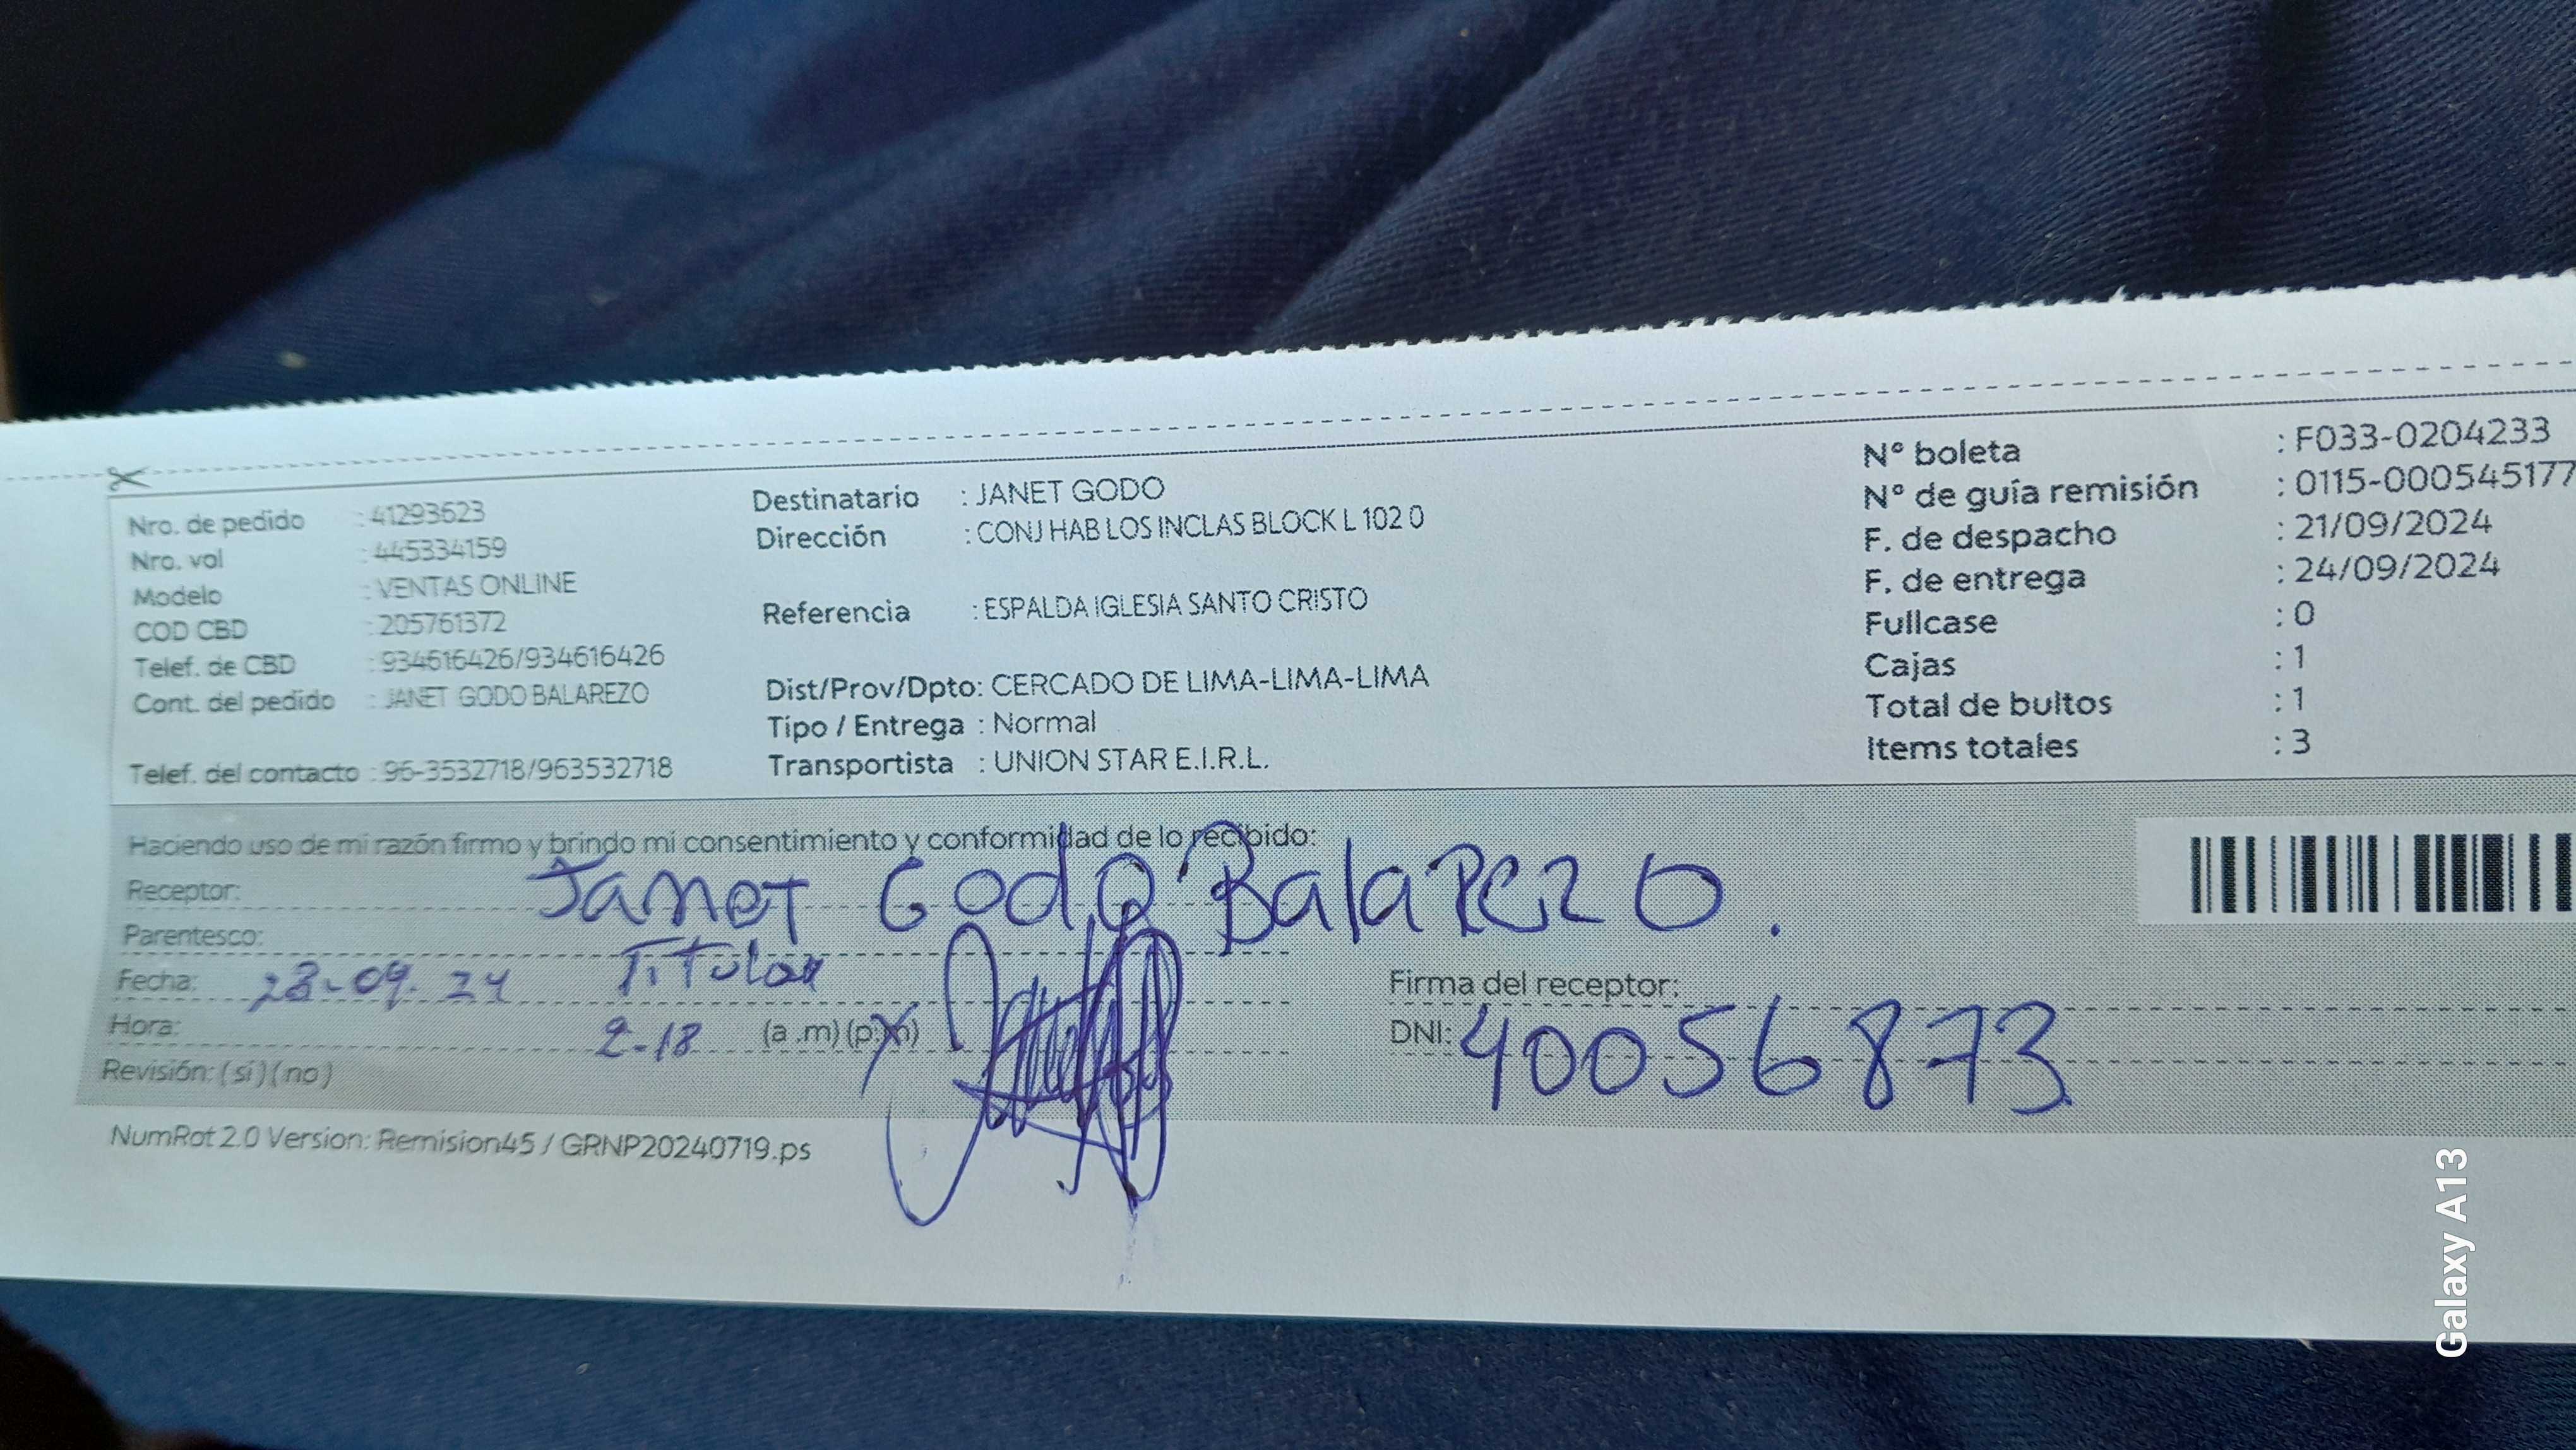 Nro. de pedido : 41293623
Nro. vol : 445334159
Modelo : VENTAS ONLINE
COD CBD : 205761372
Telef. de CBD : 934616426/934616426
Cont. del pedido : JANET GODO BALAREZO
Telef. del contacto : 96-3532718/963532718
Destinatario : JANET GODO
Dirección : CONJ HAB LOS INCLAS BLOCK L 102 0
Referencia : ESPALDA IGLESIA SANTO CRISTO
Dist/Prov/Dpto: CERCADO DE LIMA-LIMA-LIMA
Tipo / Entrega : Normal
Transportista : UNION STAR E.I.R.L.
N° boleta : F033-0204233
N° de guía remisión : 0115-000545177
F. de despacho : 21/09/2024
F. de entrega : 24/09/2024
Fullcase : 0
Cajas : 1
Total de bultos : 1
Items totales : 3
Haciendo uso de mi razón firmo y brindo mi consentimiento y conformidad de lo recibido:
Receptor: Janet Godo Balarezo.
Parentesco: Titular
Fecha: 23-09.24
Hora: 2-18 (a .m) (p.m)
Revisión: (si) (no)
Firma del receptor:
DNI: 40056873
NumRot 2.0 Version: Remision45 / GRNP20240719.ps
Galaxy A13